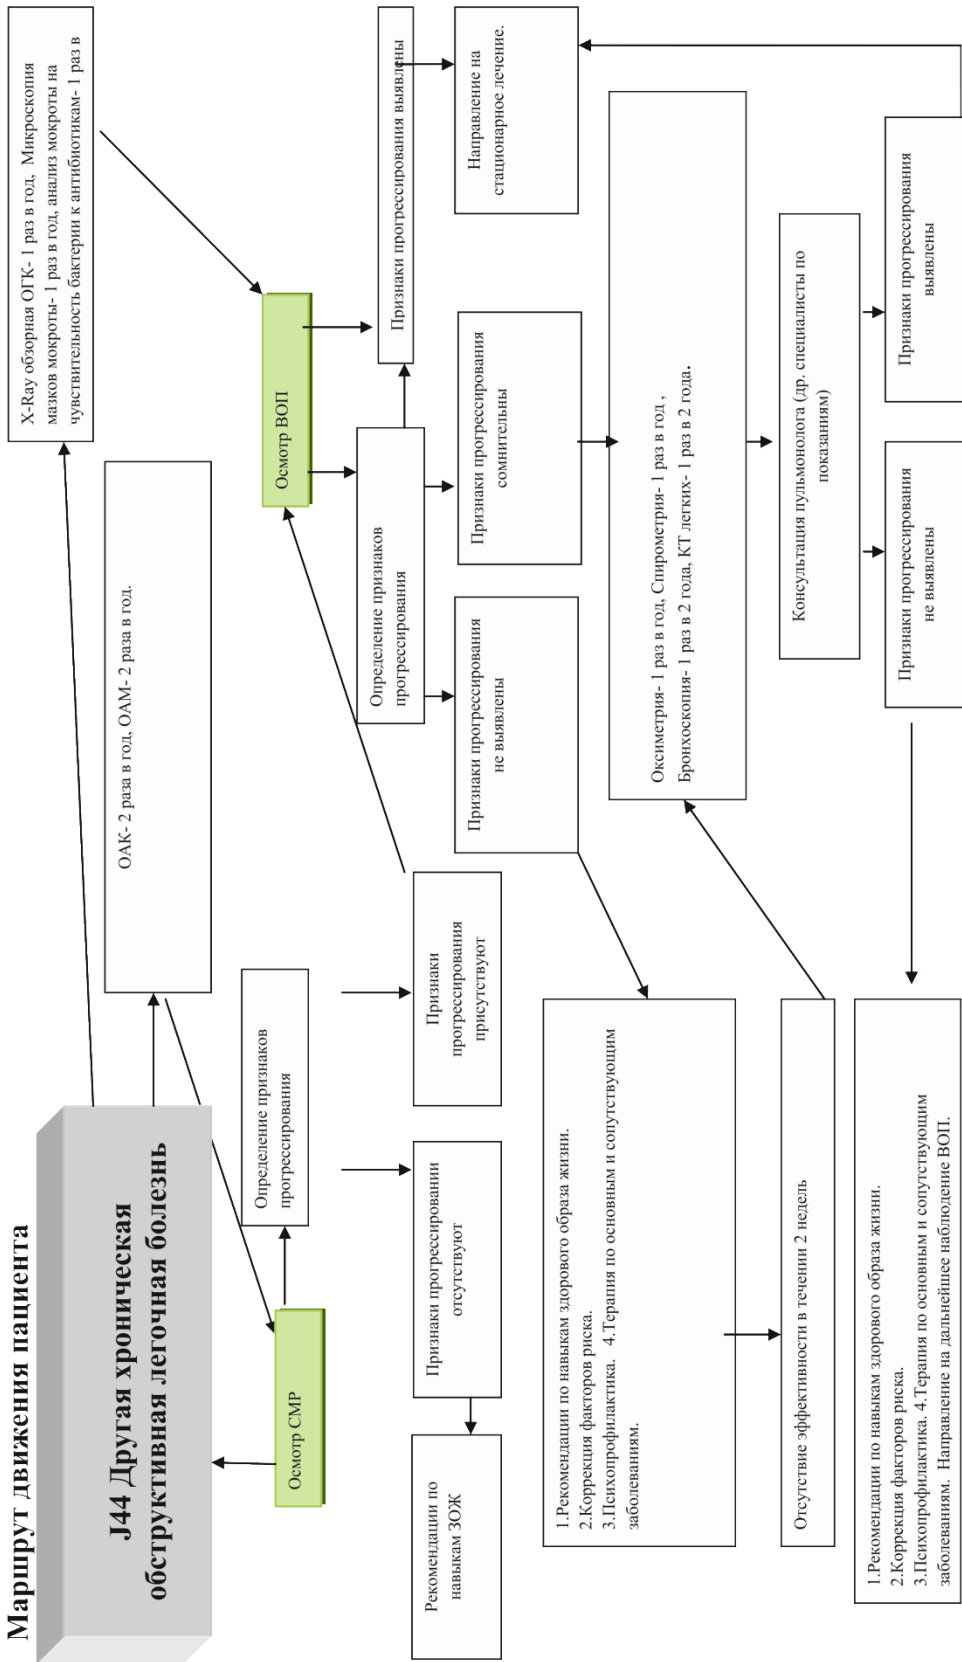 Маршрут движения пациента
J44 Другая хроническая
обструктивная легочная болезнь
ОАК- 2 раза в год, ОАМ- 2 раза в год.
X-Ray обзорная ОГК- 1 раз в год, Микроскопия
мазков мокроты- 1 раз в год, анализ мокроты на
чувствительность бактерии к антибиотикам- 1 раз в
Осмотр СМР
Определение признаков
прогрессирования
Осмотр ВОП
Определение признаков
прогрессирования
Признаки прогрессирования выявлены
Рекомендации по
навыкам ЗОЖ
Признаки прогрессировании
отсутствуют
Признаки
прогрессирования
присутствуют
Признаки прогрессирования
не выявлены
Признаки прогрессирования
сомнительны
Направление на
стационарное лечение.
1.Рекомендации по навыкам здорового образа жизни.
2.Коррекция факторов риска.
3.Психопрофилактика. 4.Терапия по основным и сопутствующим
заболеваниям.
Оксиметрия- 1 раз в год, Спирометрия- 1 раз в год ,
Бронхоскопия- 1 раз в 2 года, КТ легких- 1 раз в 2 года.
Отсутствие эффективности в течении 2 недель
Консультация пульмонолога (др. специалисты по
показаниям)
1.Рекомендации по навыкам здорового образа жизни.
2.Коррекция факторов риска.
3.Психопрофилактика. 4.Терапия по основным и сопутствующим
заболеваниям. Направление на дальнейшее наблюдение ВОП.
Признаки прогрессирования
не выявлены
Признаки прогрессирования
выявлены